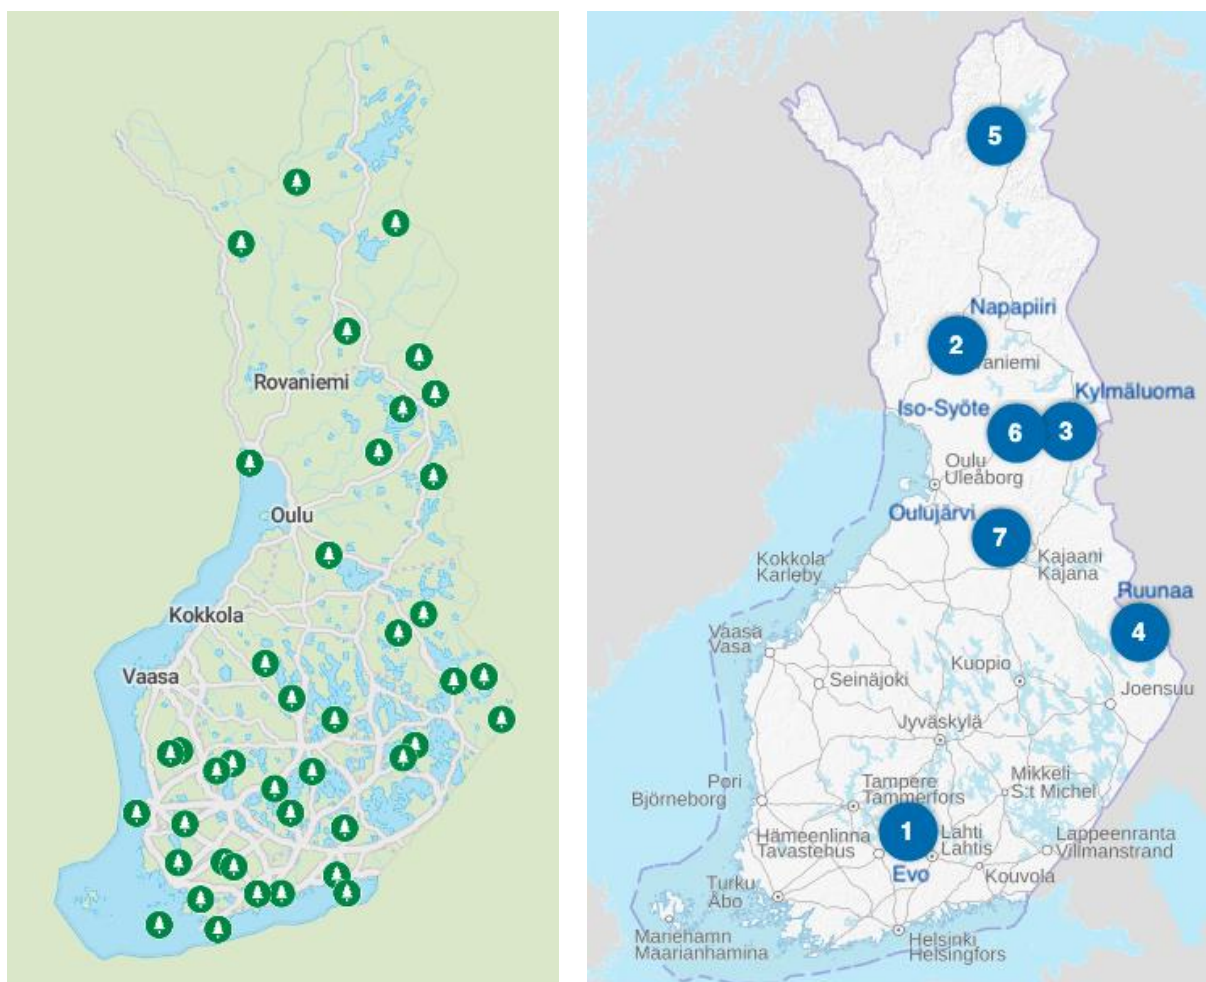 Rovaniemi
Oulu
Kokkola
Vaasa
5
Napapiiri
2
vaniemi
Kylmäluoma
Iso-Syöte
6
3
Oulu
Uleåborg
Oulujärvi
7
Kajaani
Kajana
Kokkola
Karleby
Ruunaa
4
Vaasa
Vasa
Kuopio
Seinäjoki
Joensuu
Jyväskylä
Mikkeli
S:t Michel
Pori
Björneborg
Tampere
Tammerfors
1
Hämeenlinna
Tavastehus
Lahti
Lahtis
Lappeenranta
Villmanstrand
Evo
Kouvola
Turku
Åbo
Mariehamn
Maarianhamina
Helsinki
Helsingfors